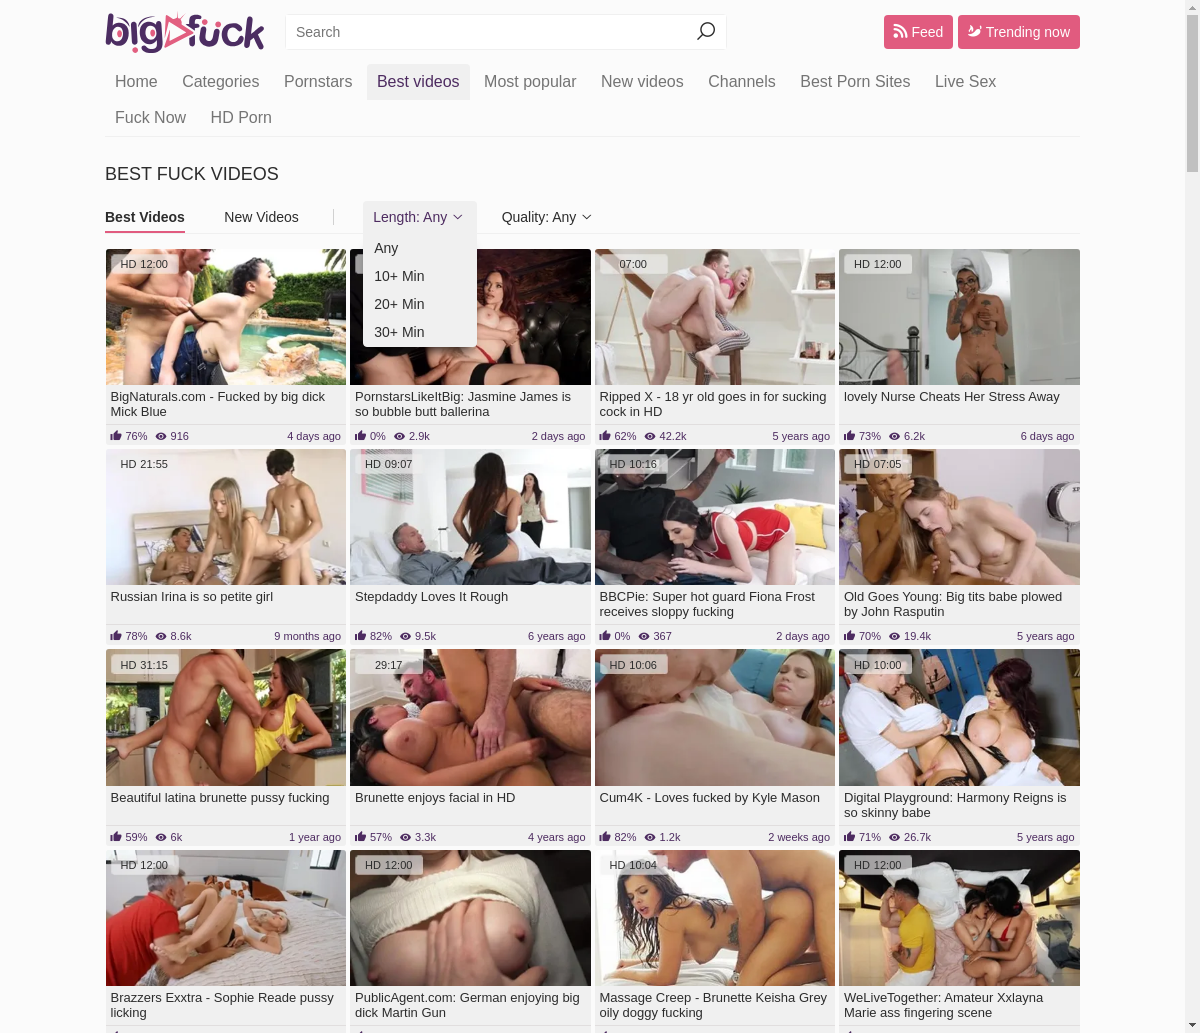 bigfuck
Search
Feed
Trending now
Home Categories Pornstars Best videos Most popular New videos Channels Best Porn Sites Live Sex
Fuck Now HD Porn
BEST FUCK VIDEOS
Best Videos New Videos Length: Any Quality: Any
Any
10+ Min
20+ Min
30+ Min
HD 12:00
07:00
HD 12:00
BigNaturals.com - Fucked by big dick
Mick Blue
76% 916 4 days ago
PornstarsLikeItBig: Jasmine James is
so bubble butt ballerina
0% 2.9k 2 days ago
Ripped X - 18 yr old goes in for sucking
cock in HD
62% 42.2k 5 years ago
lovely Nurse Cheats Her Stress Away
73% 6.2k 6 days ago
HD 21:55
HD 09:07
HD 10:16
HD 07:05
Russian Irina is so petite girl
78% 8.6k 9 months ago
Stepdaddy Loves It Rough
82% 9.5k 6 years ago
BBCPie: Super hot guard Fiona Frost
receives sloppy fucking
0% 367 2 days ago
Old Goes Young: Big tits babe plowed
by John Rasputin
70% 19.4k 5 years ago
HD 31:15
29:17
HD 10:06
HD 10:00
Beautiful latina brunette pussy fucking
59% 6k 1 year ago
Brunette enjoys facial in HD
57% 3.3k 4 years ago
Cum4K - Loves fucked by Kyle Mason
82% 1.2k 2 weeks ago
Digital Playground: Harmony Reigns is
so skinny babe
71% 26.7k 5 years ago
HD 12:00
HD 12:00
HD 10:04
HD 12:00
Brazzers Exxtra - Sophie Reade pussy
licking
PublicAgent.com: German enjoying big
dick Martin Gun
Massage Creep - Brunette Keisha Grey
oily doggy fucking
WeLiveTogether: Amateur Xxlayna
Marie ass fingering scene